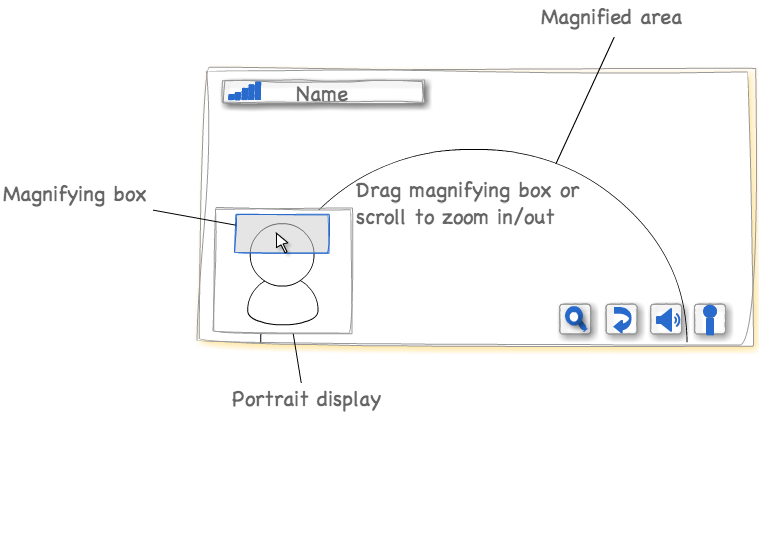 Magnified area
Name
Magnifying box
Drag magnifying box or
scroll to zoom in/out
Portrait display